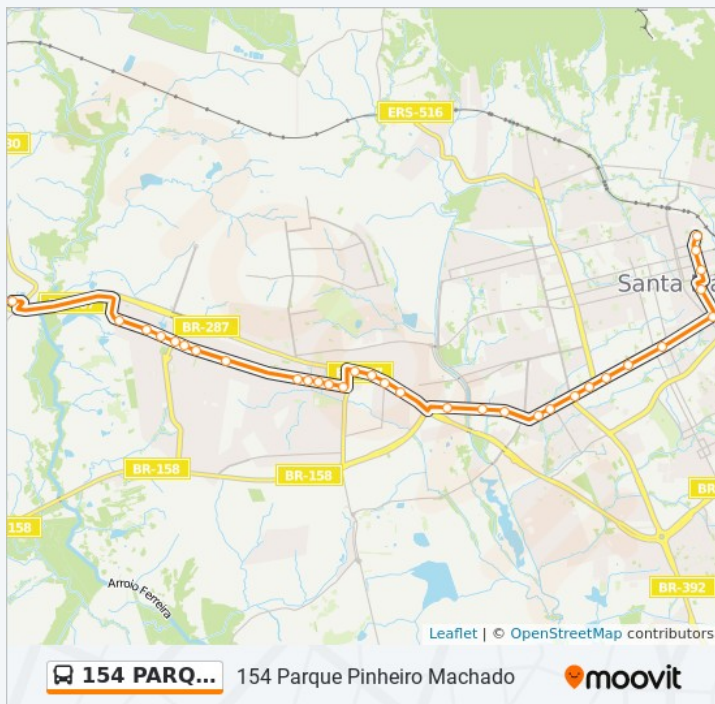 ERS-516
30
Santa
BR-287
BR-158
BR-158
158
BR-392
Arroio Ferreira
Leaflet | © OpenStreetMap contributors
154 PARQ...
154 Parque Pinheiro Machado
moovit